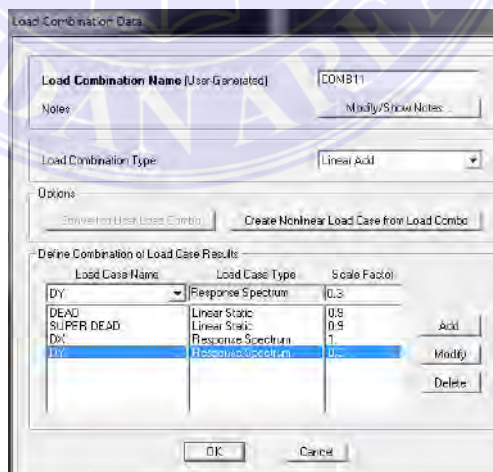 Load Combination Data
Load Combination Name (User-Generated) COMB11
Notes Modify/Show Notes...
Load Combination Type Linear Add
Options
Convert to User Load Combo Create Nonlinear Load Case from Load Combo
Define Combination of Load Case Results
Load Case Name Load Case Type Scale Factor
DY Response Spectrum 0.3
DEAD Linear Static 0.9
SUPER DEAD Linear Static 0.9
DX Response Spectrum 1.
DY Response Spectrum
Add
Modify
Delete
OK Cancel